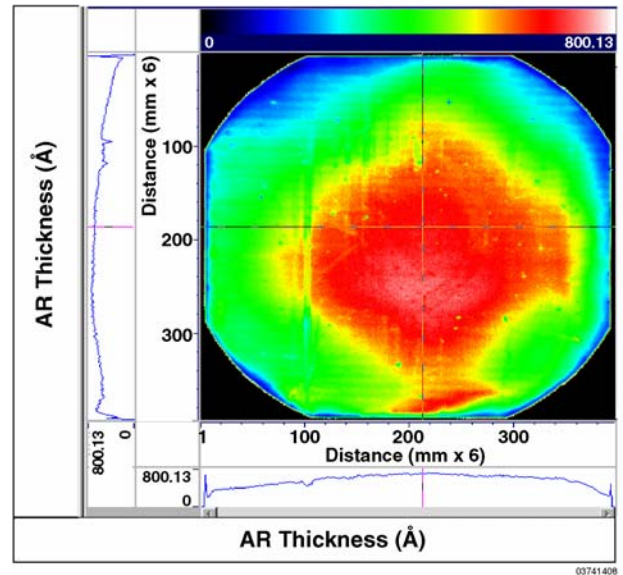 0 800.13
AR Thickness (Å)
Distance (mm x 6)
100
200
300
800.13 0
1 100 200 300
Distance (mm x 6)
800.13
0
AR Thickness (Å)
03741406